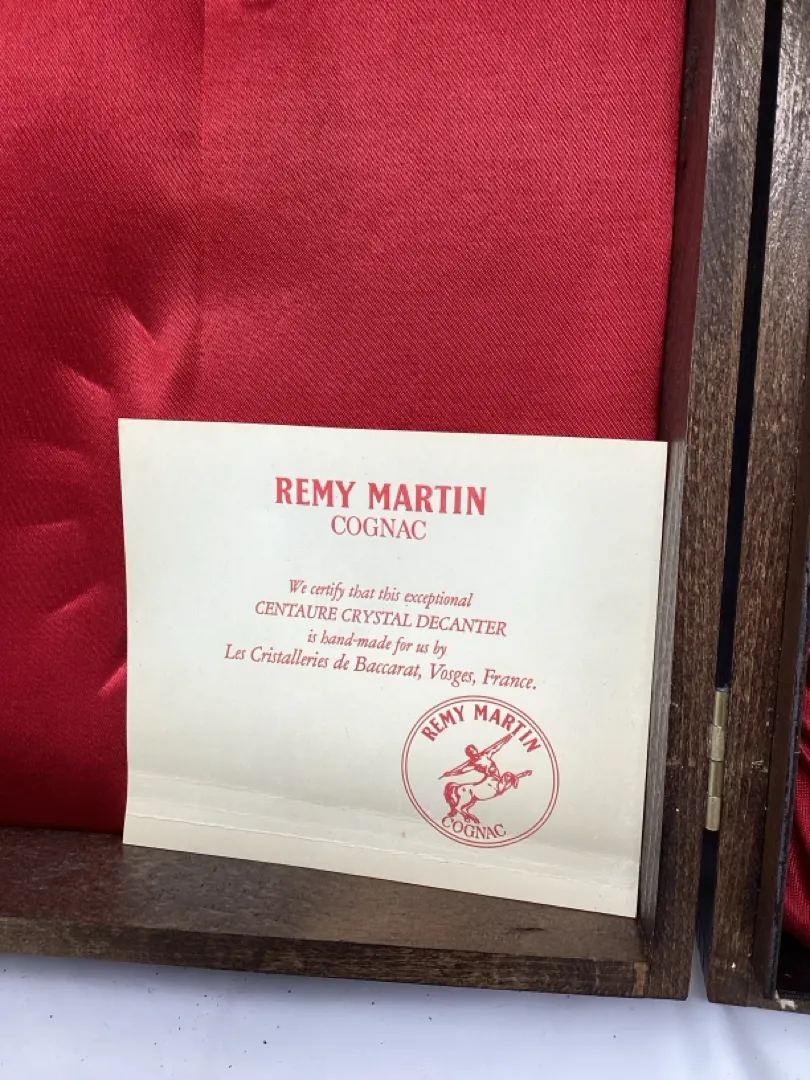 REMY MARTIN
COGNAC
We certify that this exceptional
CENTAURE CRYSTAL DECANTER
is hand-made for us by
Les Cristalleries de Baccarat, Vosges, France.
REMY MARTIN
COGNAC